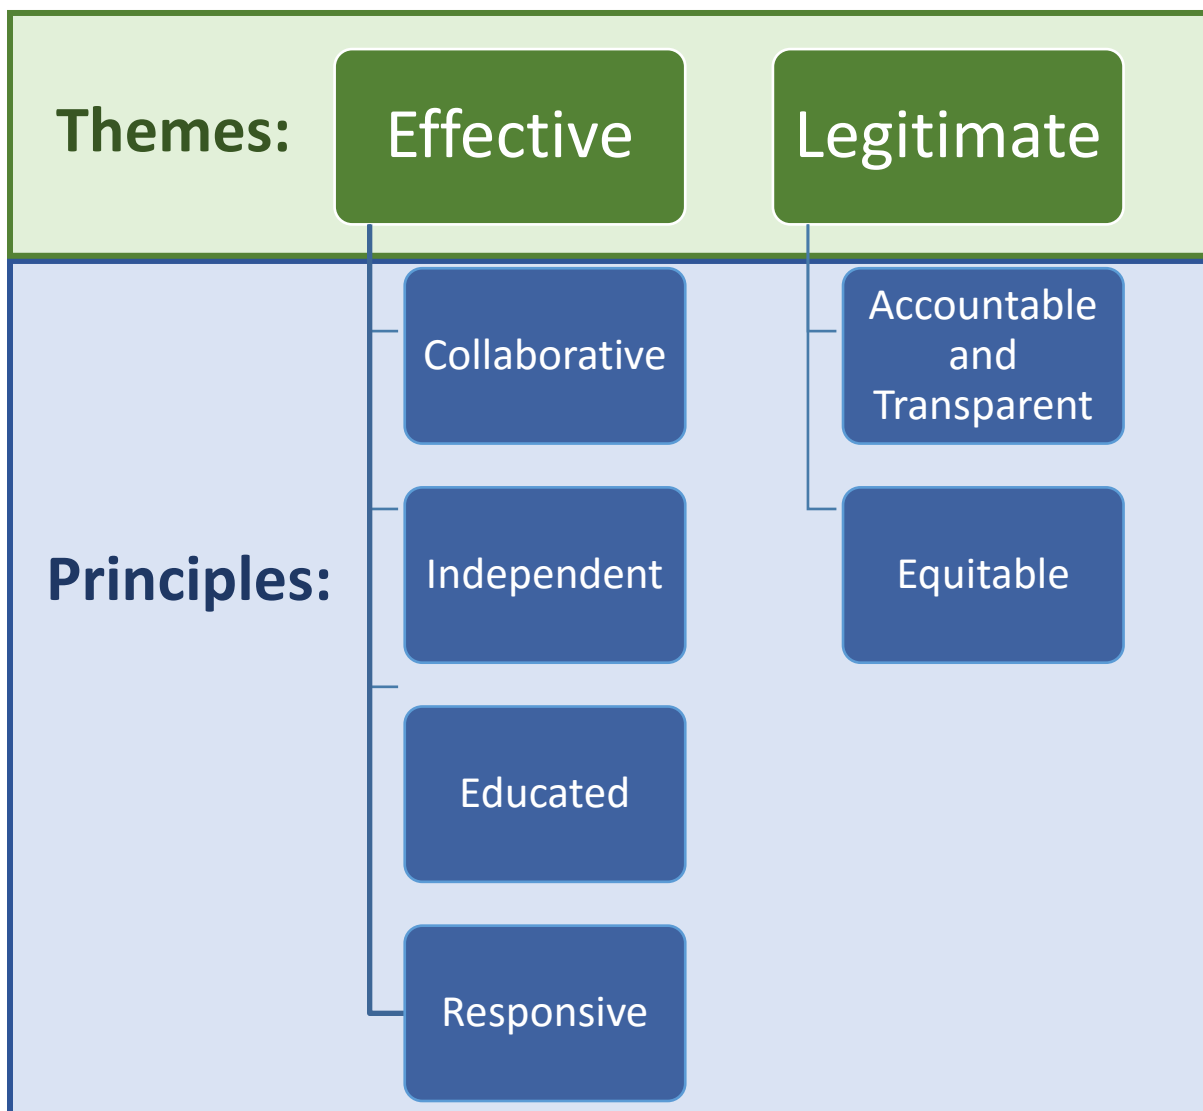 Themes:
Effective
Legitimate
Principles:
Collaborative
Independent
Educated
Responsive
Accountable
and
Transparent
Equitable